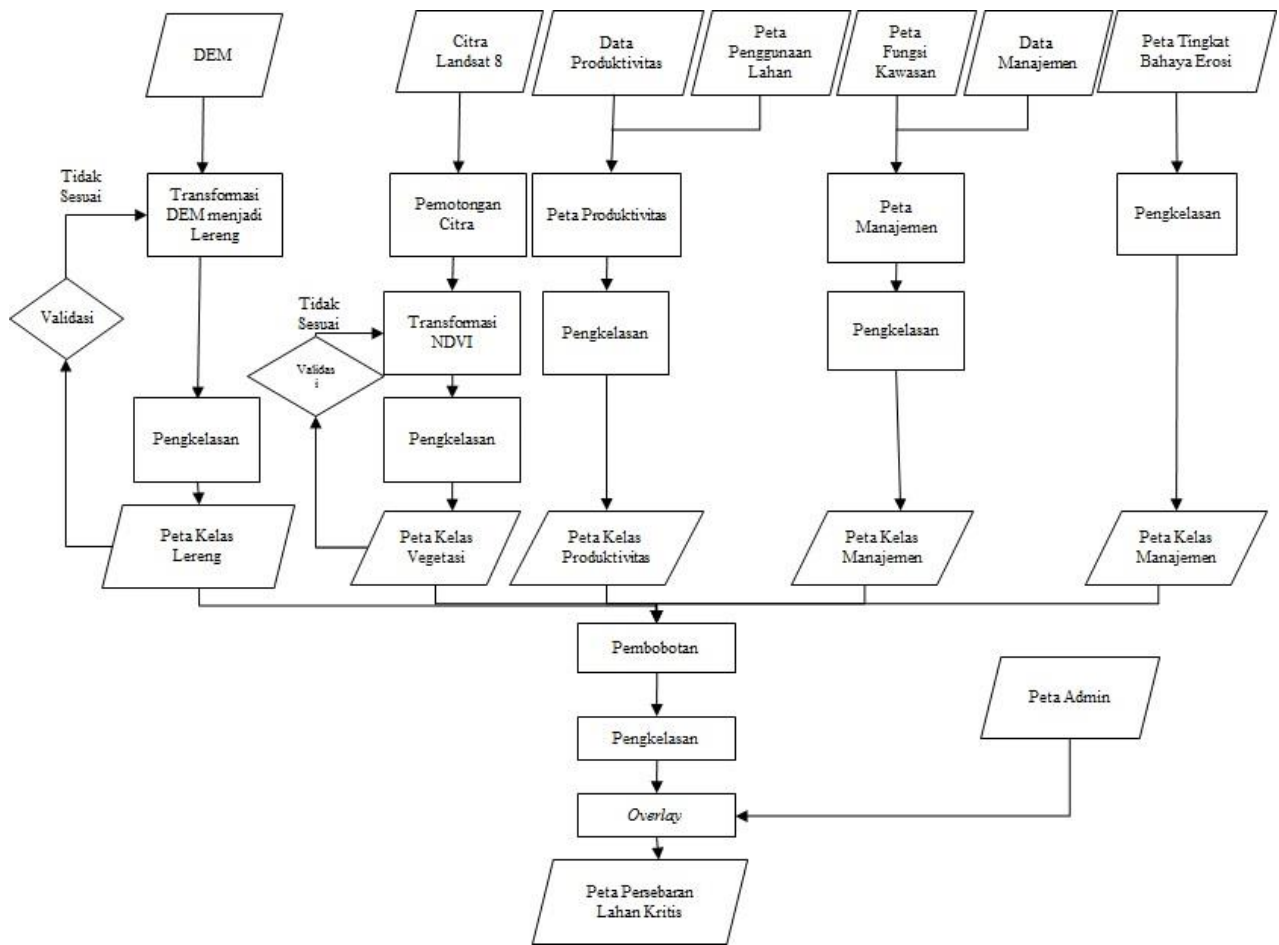 DEM
Citra
Landsat 8
Data
Produktivitas
Peta
Penggunaan
Lahan
Peta
Fungsi
Kawasan
Data
Manajemen
Peta Tingkat
Bahaya Erosi
Tidak
Sesuai
Transformasi
DEM menjadi
Lereng
Pemotongan
Citra
Peta Produktivitas
Peta
Manajemen
Pengkelasan
Validasi
Tidak
Sesuai
Transformasi
NDVI
Pengkelasan
Pengkelasan
Validas
i
Pengkelasan
Pengkelasan
Peta Kelas
Lereng
Peta Kelas
Vegetasi
Peta Kelas
Produktivitas
Peta Kelas
Manajemen
Peta Kelas
Manajemen
Pembobotan
Peta Admin
Pengkelasan
Overlay
Peta Persebaran
Lahan Kritis